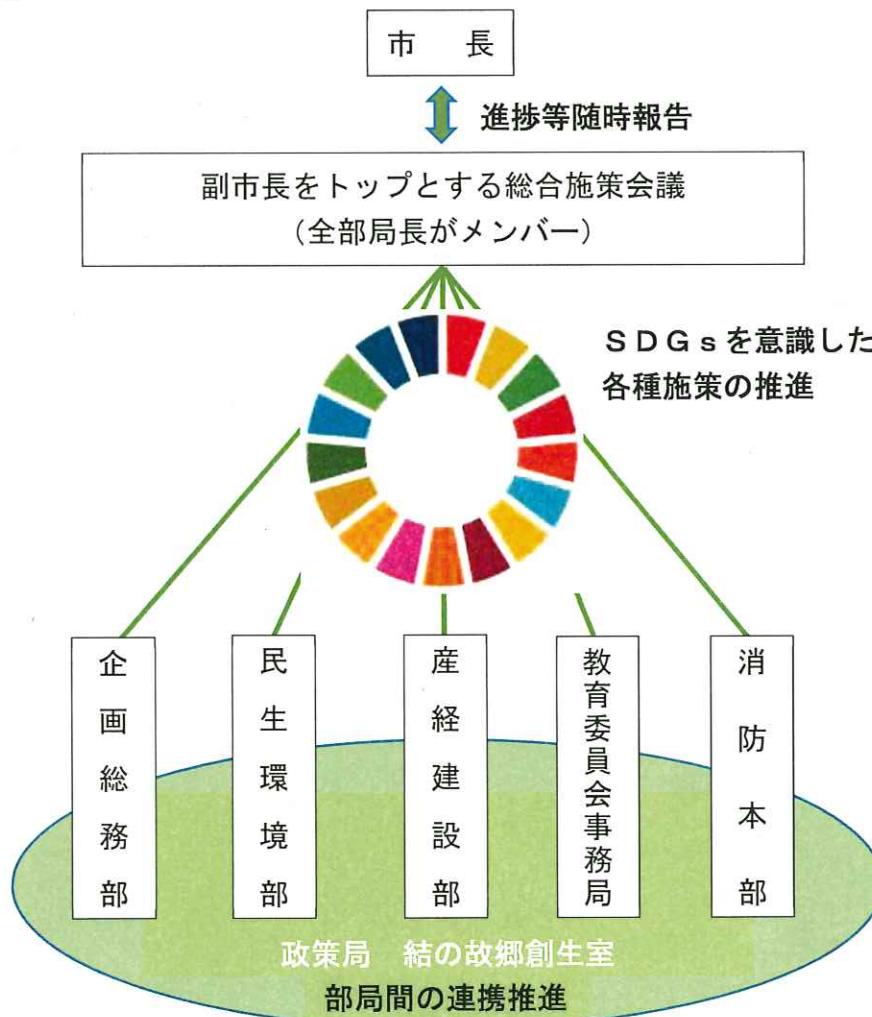 市　長
進捗等随時報告
副市長をトップとする総合施策会議
（全部局長がメンバー）
ＳＤＧｓを意識した
各種施策の推進
企画総務部
民生環境部
産経建設部
教育委員会事務局
消防本部
政策局　結の故郷創生室
部局間の連携推進